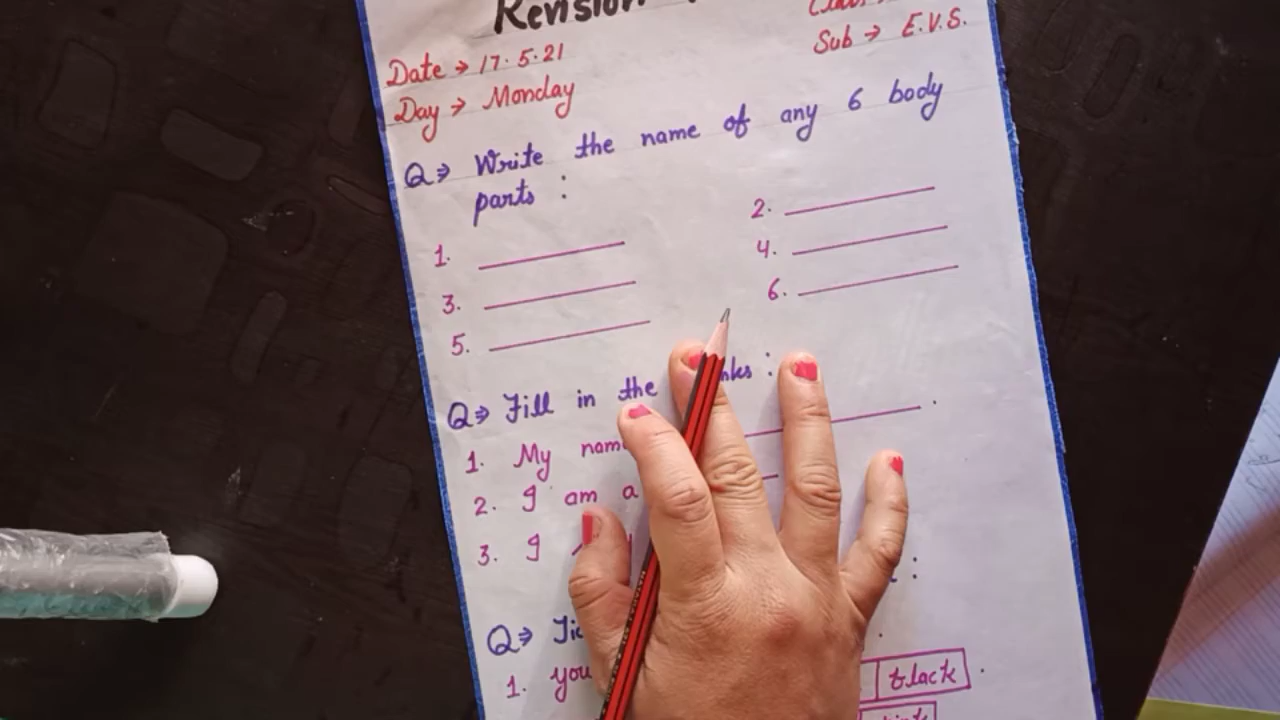 Revision
Date → 17.5.21
Sub → E.V.S.
Day → Monday
Q⇒ Write the name of any 6 body
parts :
1. 2.
3. 4.
5. 6.
Q⇒ Fill in the :
1. My
2. I am a
3. I
Q⇒
1. black